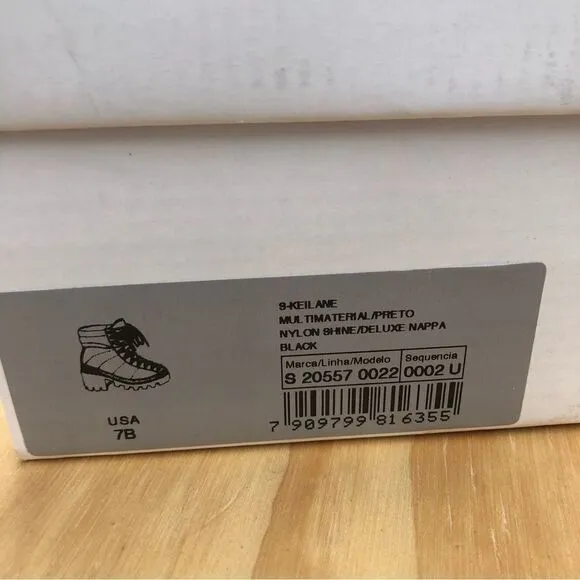 S-KEILANE
MULTIMATERIAL/PRETO
NYLON SHINE/DELUXE NAPPA
BLACK
Marca/Linha/Modelo Sequencia
S 20557 0022 0002 U
7 909799 816355
USA
7B